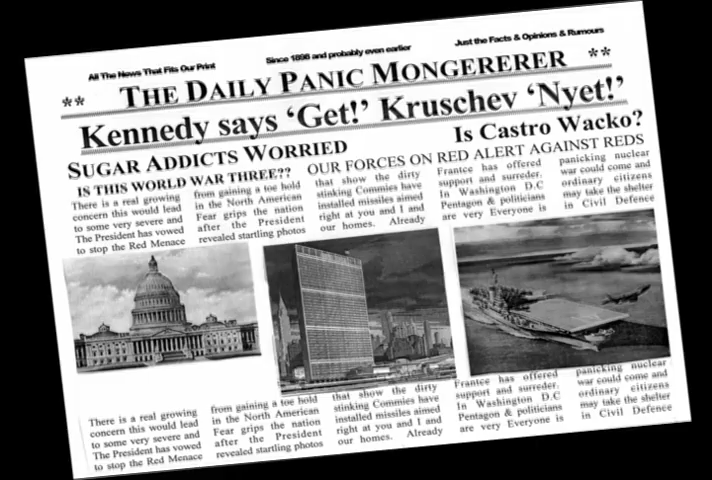 All The News That Fits Our Print
Since 1898 and probably even earlier
Just the Facts & Opinions & Rumours
** THE DAILY PANIC MONGERERER **
Kennedy says ‘Get!’ Kruschev ‘Nyet!’
SUGAR ADDICTS WORRIED
Is Castro Wacko?
IS THIS WORLD WAR THREE??
OUR FORCES ON RED ALERT AGAINST REDS
There is a real growing
concern this would lead
to some very severe and
The President has vowed
to stop the Red Menace
from gaining a toe hold
in the North American
Fear grips the nation
after the President
revealed startling photos
that show the dirty
stinking Commies have
installed missiles aimed
right at you and I and
our homes. Already
Frantce has offered
support and surreder.
In Washington D.C
Pentagon & politicians
are very Everyone is
panicking nuclear
war could come and
ordinary citizens
may take the shelter
in Civil Defence
There is a real growing
concern this would lead
to some very severe and
The President has vowed
to stop the Red Menace
from gaining a toe hold
in the North American
Fear grips the nation
after the President
revealed startling photos
that show the dirty
stinking Commies have
installed missiles aimed
right at you and I and
our homes. Already
Frantce has offered
support and surreder.
In Washington D.C
Pentagon & politicians
are very Everyone is
panicking nuclear
war could come and
ordinary citizens
may take the shelter
in Civil Defence